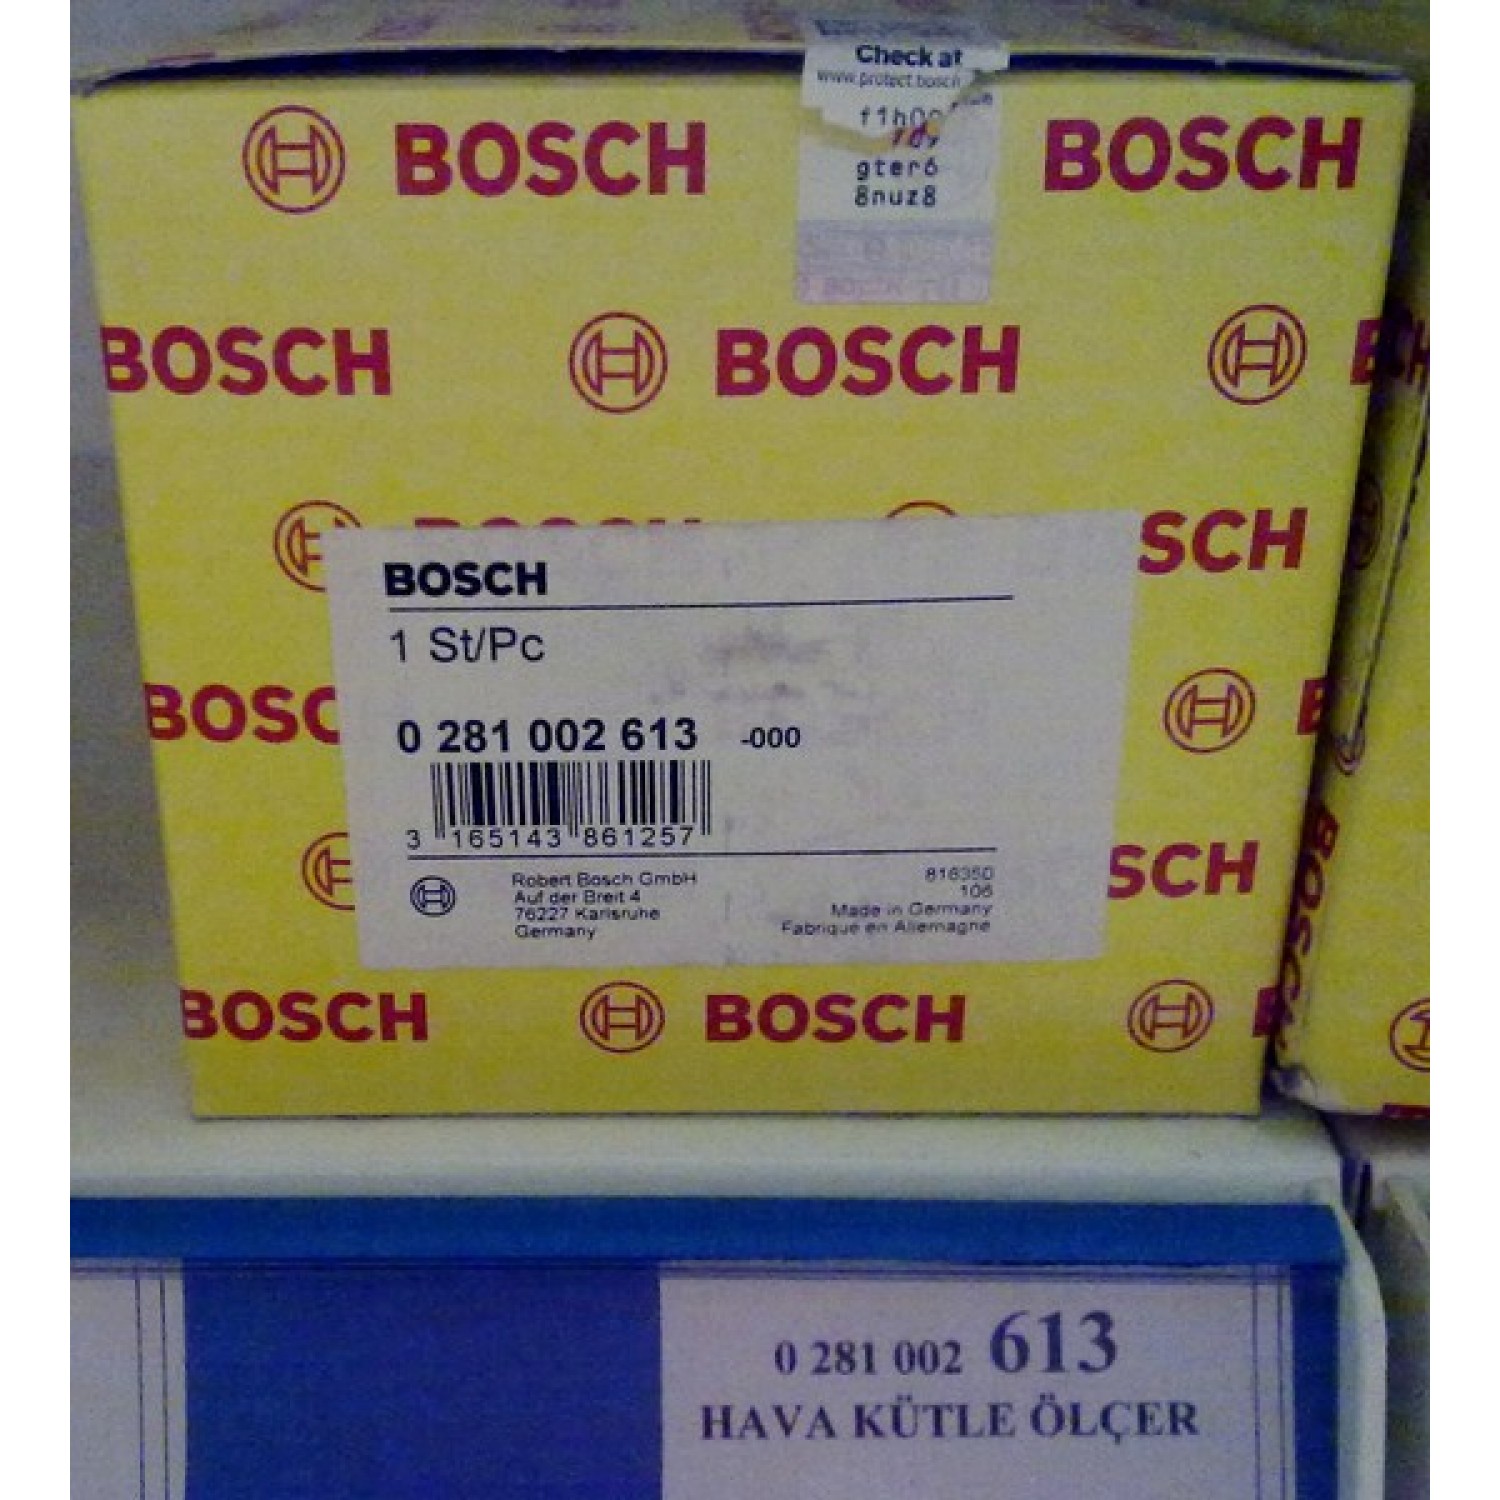 Check at
www.protect.bosch
f1h0
gter6
8nuz8
BOSCH BOSCH
BOSCH BOSCH
BOSCH
1 St/Pc
0 281 002 613 -000
3 165143 861257
Robert Bosch GmbH
Auf der Breit 4
76227 Karlsruhe
Germany
816350
106
Made in Germany
Fabrique en Allemagne
SCH
BOSC
SCH
BOSCH BOSCH
BOSCH
0 281 002 613
HAVA KÜTLE ÖLÇER